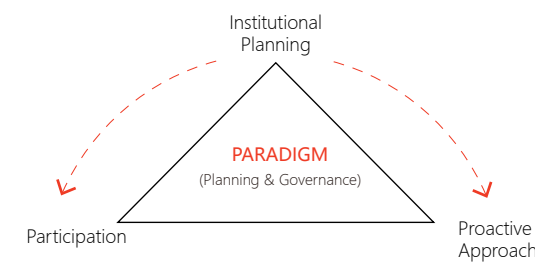 Institutional
Planning
PARADIGM
(Planning & Governance)
Participation
Proactive
Approach